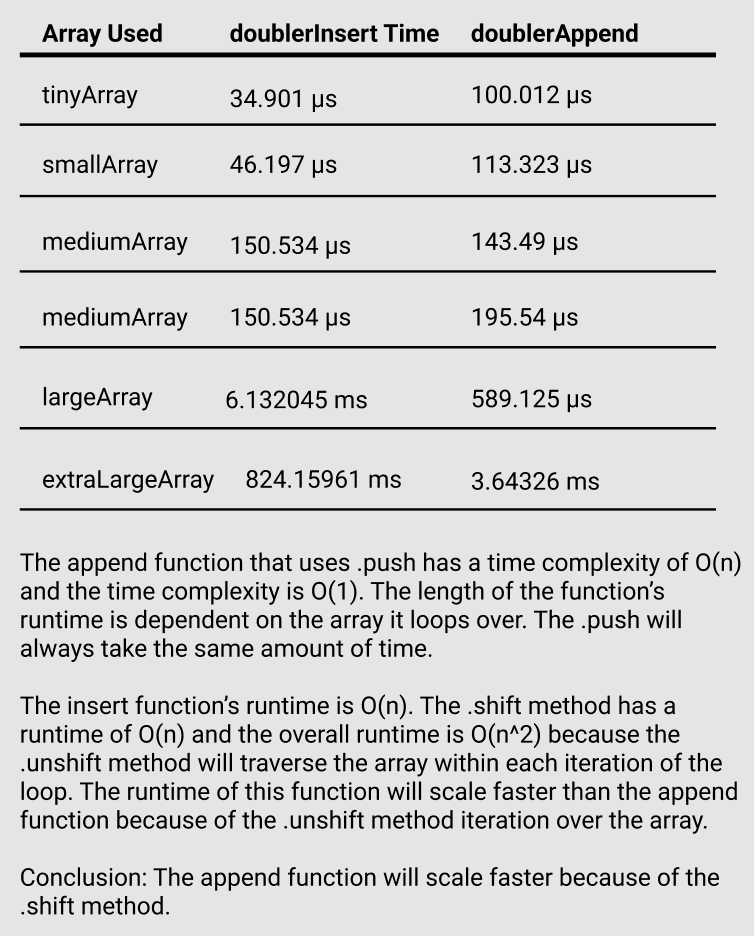 Array Used doublerInsert Time doublerAppend
tinyArray 34.901 µs 100.012 µs
smallArray 46.197 µs 113.323 µs
mediumArray 150.534 µs 143.49 µs
mediumArray 150.534 µs 195.54 µs
largeArray 6.132045 ms 589.125 µs
extraLargeArray 824.15961 ms 3.64326 ms
The append function that uses .push has a time complexity of O(n)
and the time complexity is O(1). The length of the function’s
runtime is dependent on the array it loops over. The .push will
always take the same amount of time.
The insert function’s runtime is O(n). The .shift method has a
runtime of O(n) and the overall runtime is O(n^2) because the
.unshift method will traverse the array within each iteration of the
loop. The runtime of this function will scale faster than the append
function because of the .unshift method iteration over the array.
Conclusion: The append function will scale faster because of the
.shift method.